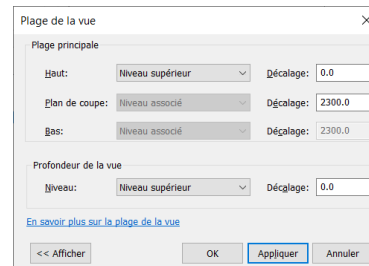 Plage de la vue
Plage principale
Haut: Niveau supérieur Décalage: 0.0
Plan de coupe: Niveau associé Décalage: 2300.0
Bas: Niveau associé Décalage: 2300.0
Profondeur de la vue
Niveau: Niveau supérieur Décalage: 0.0
En savoir plus sur la plage de la vue
<< Afficher OK Appliquer Annuler